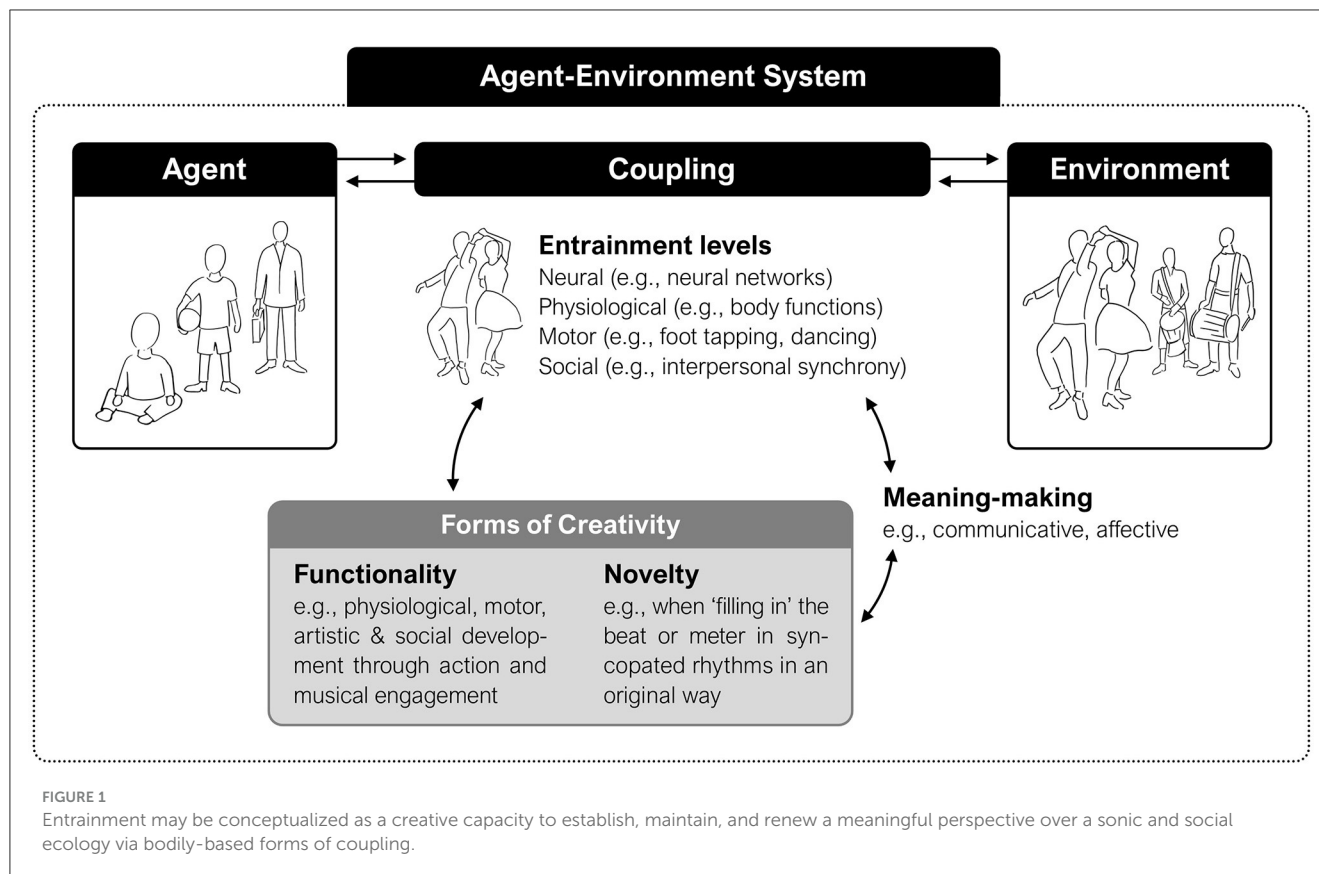 Agent-Environment System
Agent
Coupling
Environment
Entrainment levels
Neural (e.g., neural networks)
Physiological (e.g., body functions)
Motor (e.g., foot tapping, dancing)
Social (e.g., interpersonal synchrony)
Meaning-making
e.g., communicative, affective
Forms of Creativity
Functionality
e.g., physiological, motor,
artistic & social develop-
ment through action and
musical engagement
Novelty
e.g., when ‘filling in’ the
beat or meter in syn-
copated rhythms in an
original way
FIGURE 1
Entrainment may be conceptualized as a creative capacity to establish, maintain, and renew a meaningful perspective over a sonic and social
ecology via bodily-based forms of coupling.